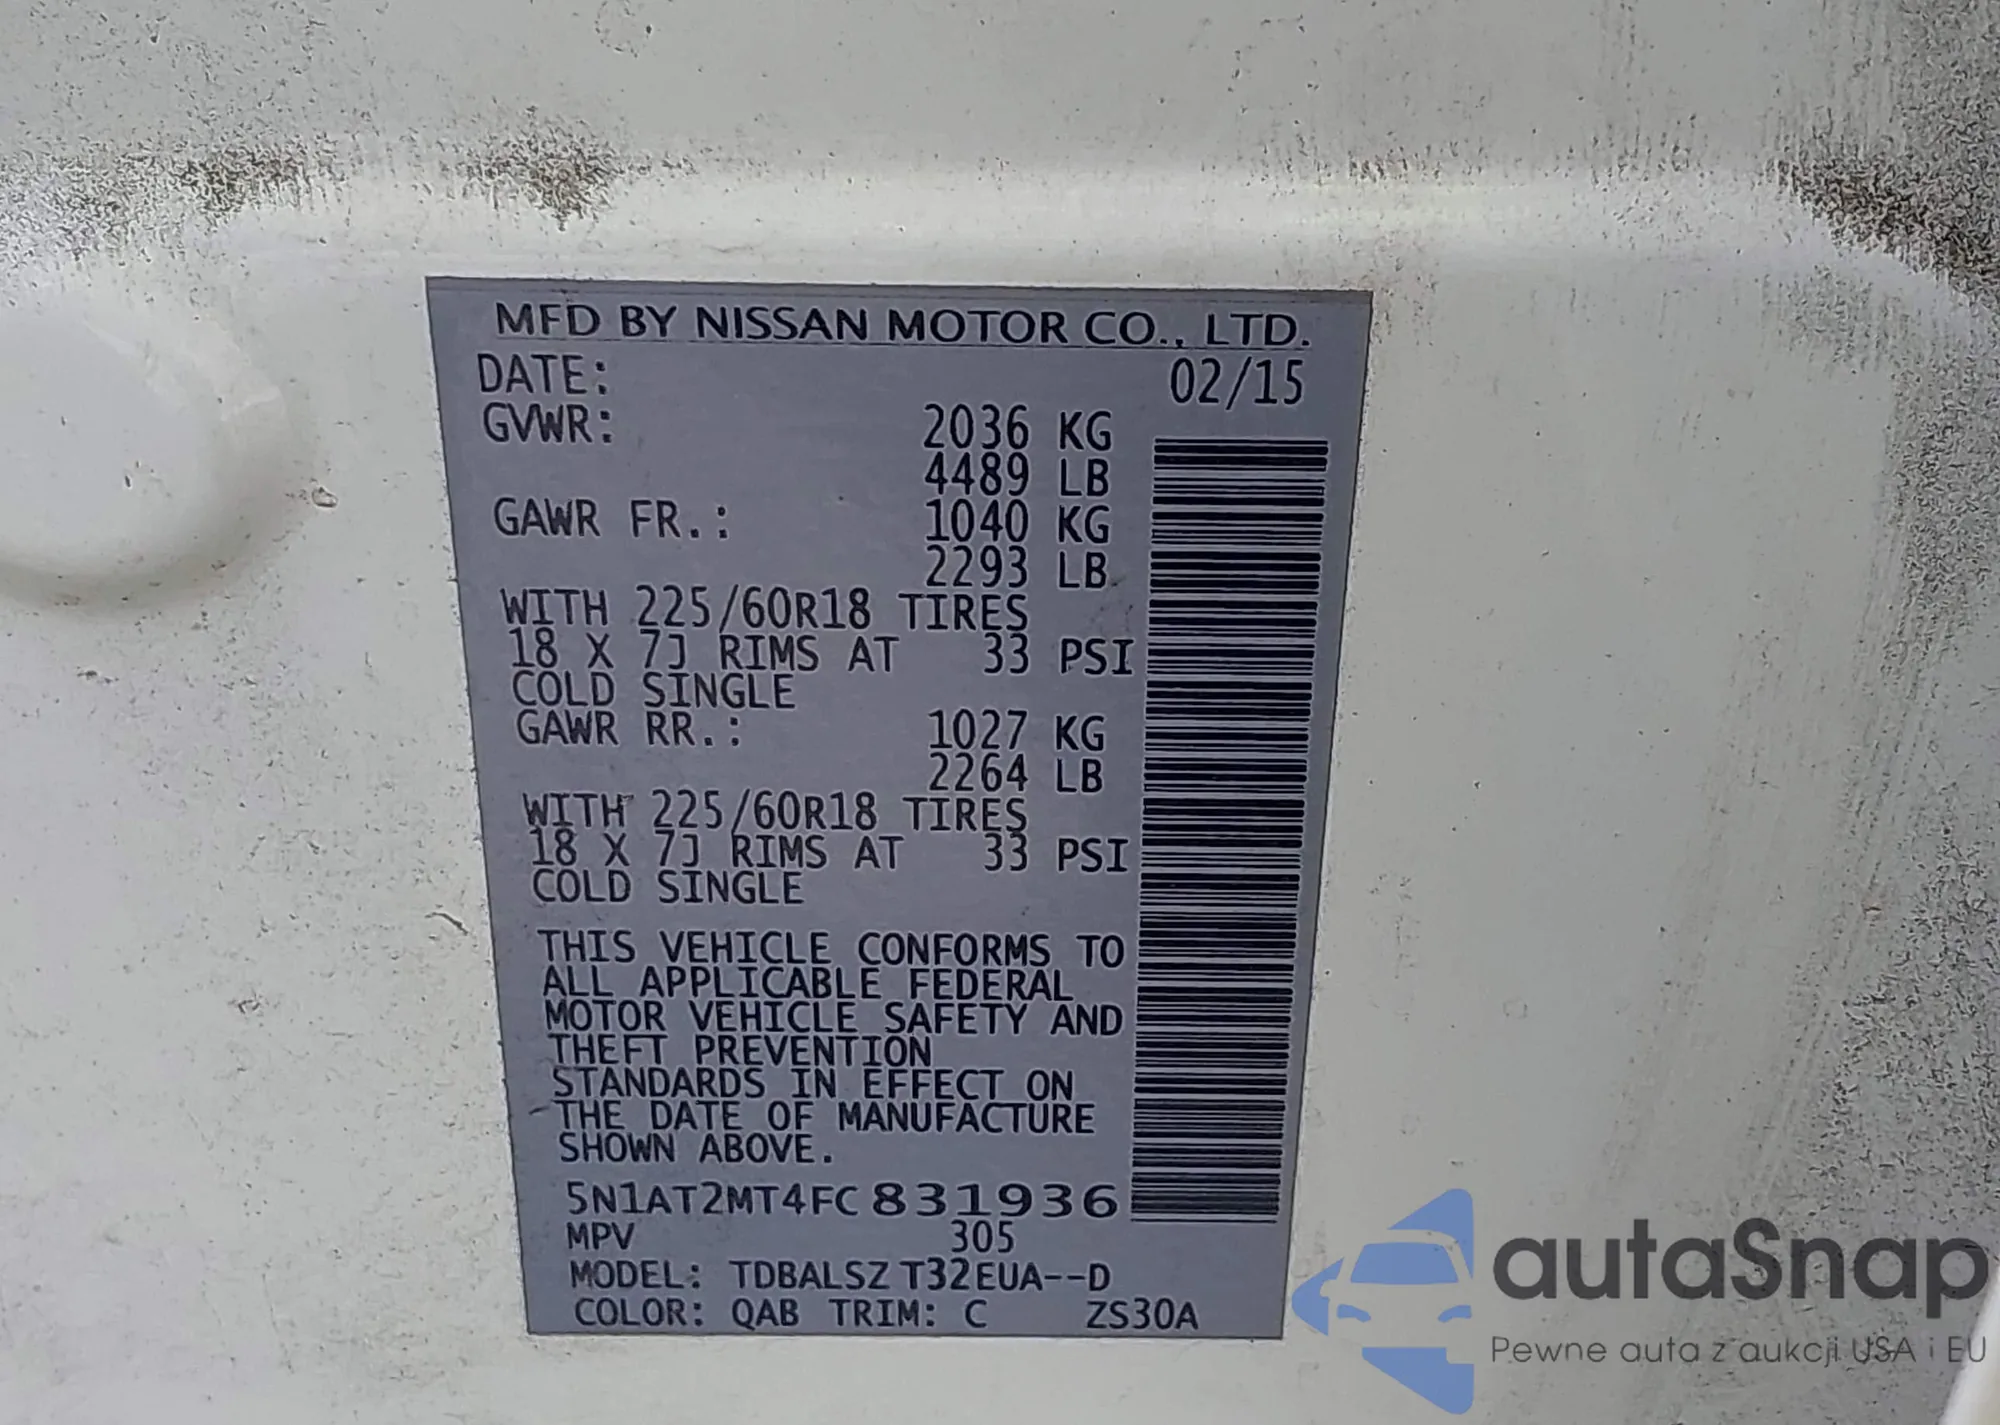 MFD BY NISSAN MOTOR CO., LTD.
DATE: 02/15
GVWR: 2036 KG
4489 LB
GAWR FR.: 1040 KG
2293 LB
WITH 225/60R18 TIRES
18 X 7J RIMS AT 33 PSI
COLD SINGLE
GAWR RR.: 1027 KG
2264 LB
WITH 225/60R18 TIRES
18 X 7J RIMS AT 33 PSI
COLD SINGLE
THIS VEHICLE CONFORMS TO
ALL APPLICABLE FEDERAL
MOTOR VEHICLE SAFETY AND
THEFT PREVENTION
STANDARDS IN EFFECT ON
THE DATE OF MANUFACTURE
SHOWN ABOVE.
5N1AT2MT4FC831936
MPV 305
MODEL: TDBALSZ T32EUA--D
COLOR: QAB TRIM: C ZS30A
autaSnap
Pewne auta z aukcji USA i EU